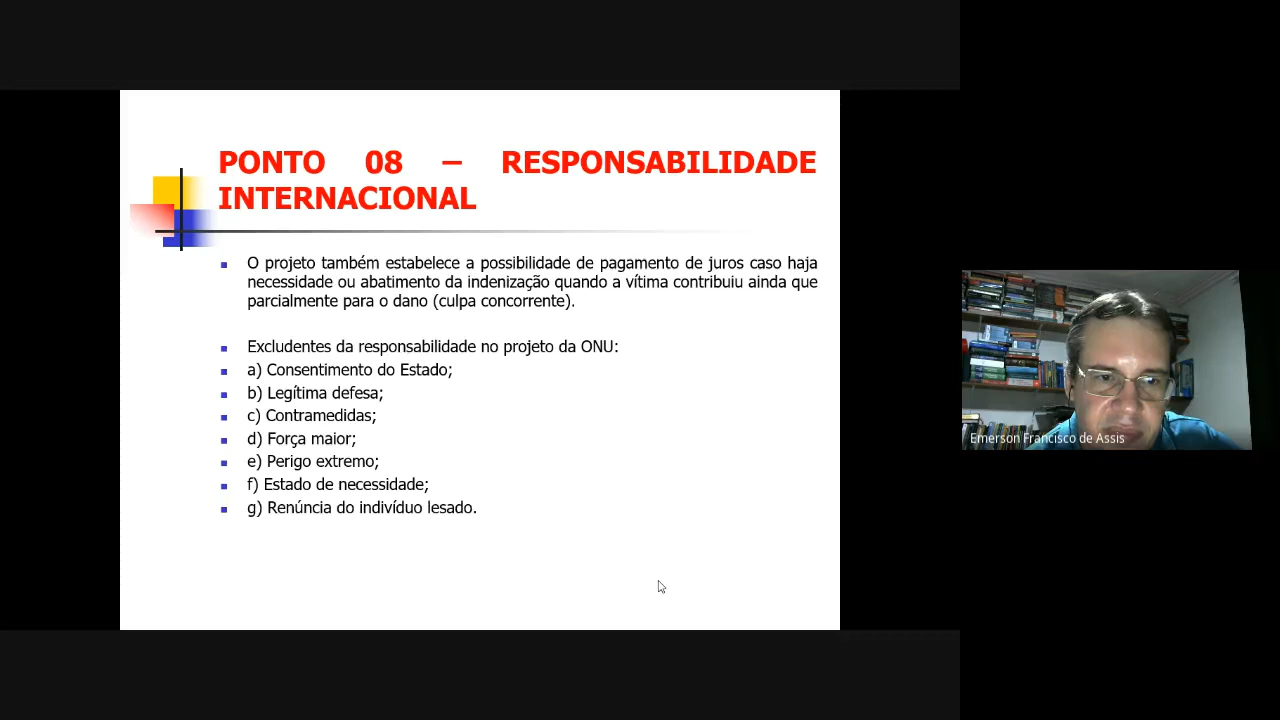 PONTO 08 – RESPONSABILIDADE
INTERNACIONAL
O projeto também estabelece a possibilidade de pagamento de juros caso haja
necessidade ou abatimento da indenização quando a vítima contribuiu ainda que
parcialmente para o dano (culpa concorrente).
Excludentes da responsabilidade no projeto da ONU:
a) Consentimento do Estado;
b) Legítima defesa;
c) Contramedidas;
d) Força maior;
e) Perigo extremo;
f) Estado de necessidade;
g) Renúncia do indivíduo lesado.
Emerson Francisco de Assis